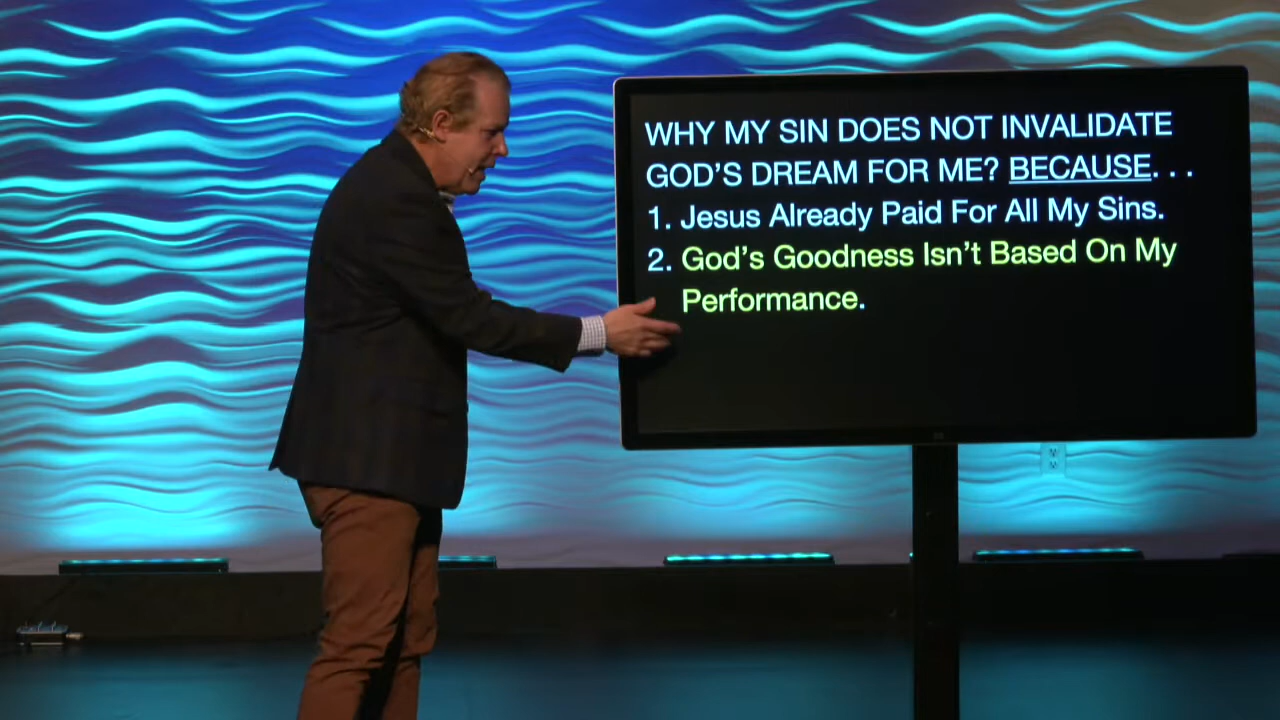 WHY MY SIN DOES NOT INVALIDATE
GOD'S DREAM FOR ME? BECAUSE. . .
1. Jesus Already Paid For All My Sins.
2. God's Goodness Isn't Based On My
Performance.